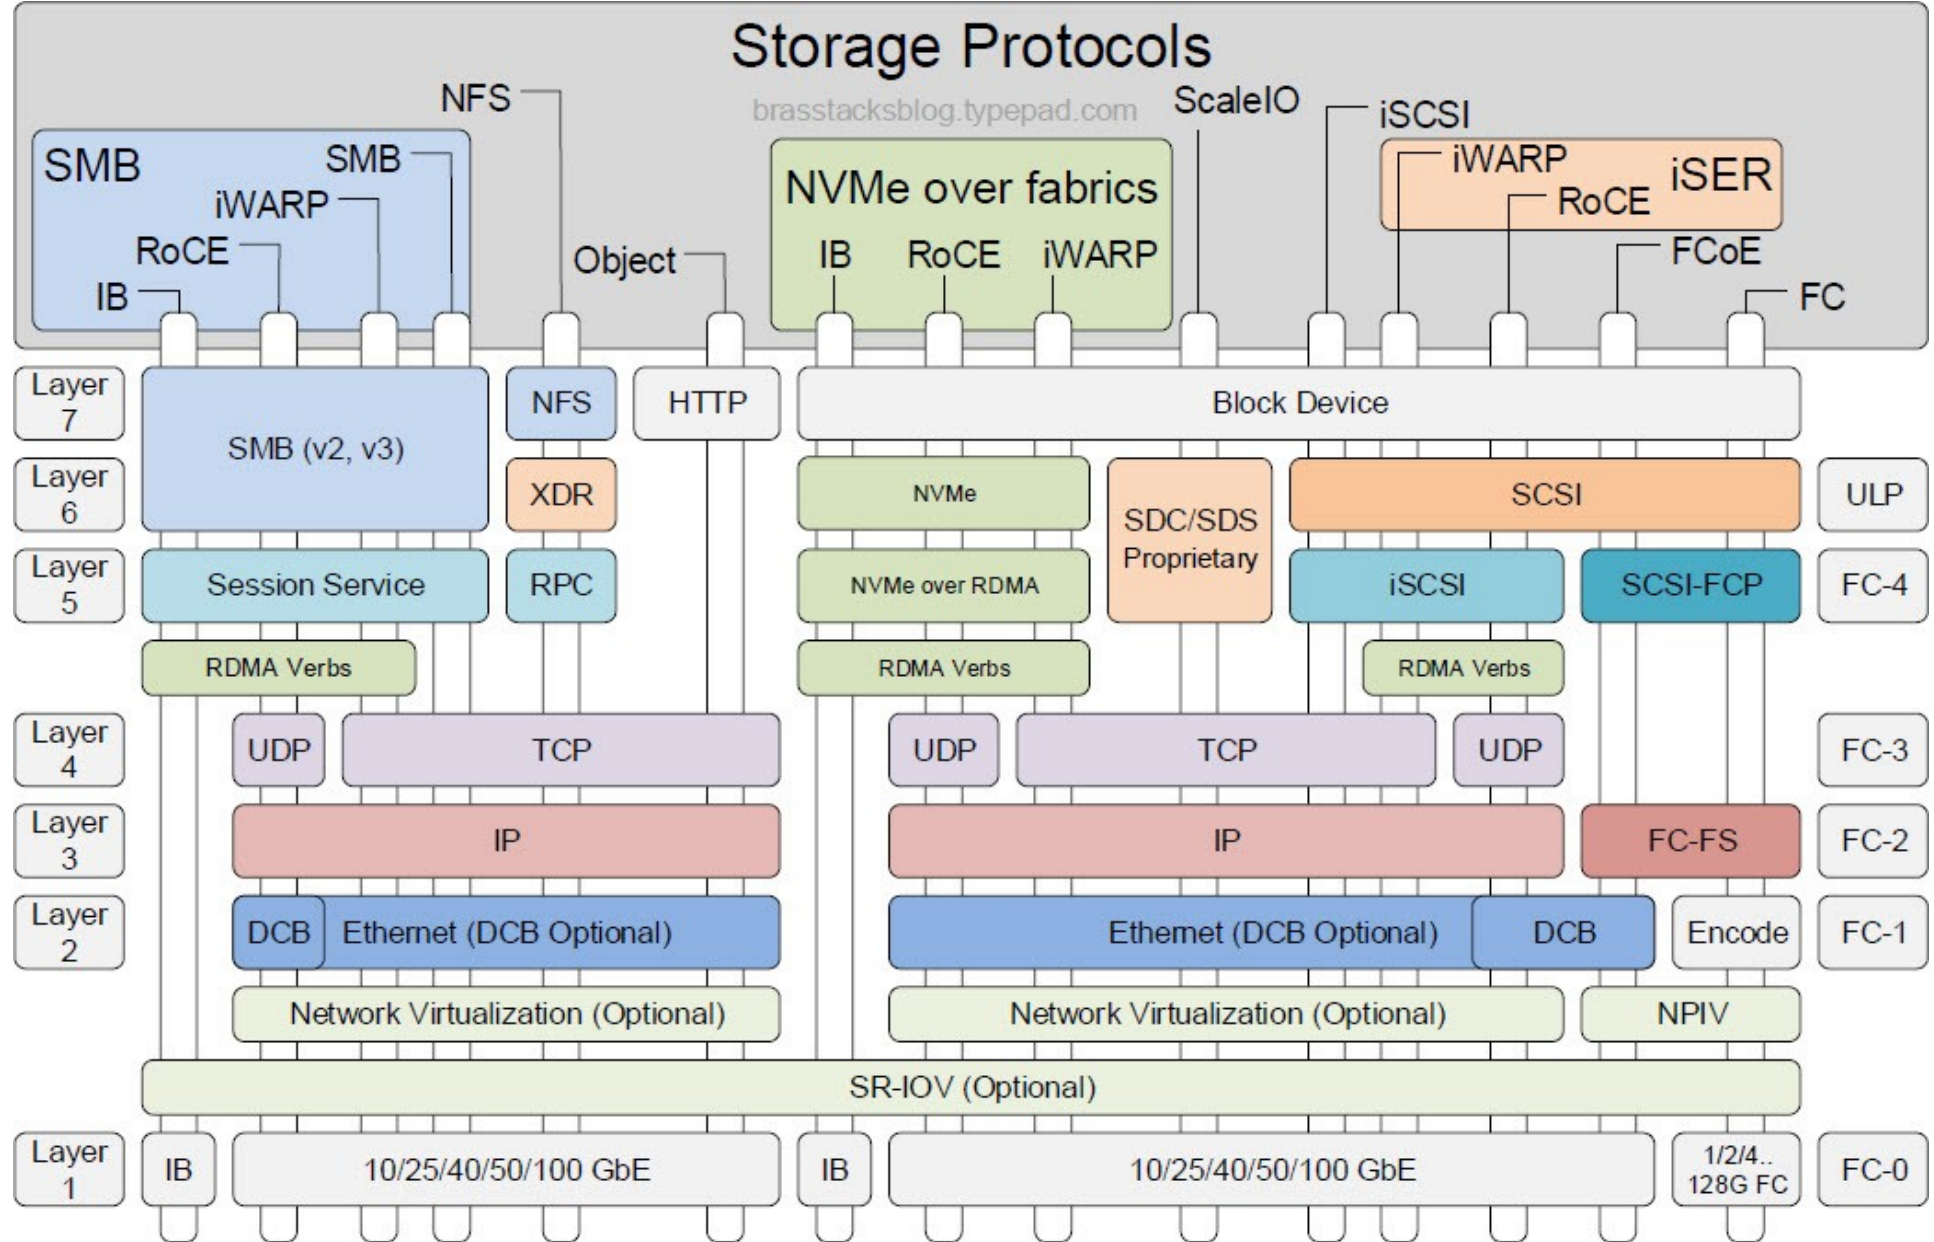 Storage Protocols
brasstacksblog.typepad.com
NFS
ScaleIO
iSCSI
SMB
SMB
iWARP
RoCE
IB
Object
NVMe over fabrics
IB
RoCE
iWARP
iWARP
iSER
RoCE
FCoE
FC
Layer
7
SMB (v2, v3)
NFS
HTTP
Block Device
Layer
6
XDR
NVMe
SDC/SDS
Proprietary
SCSI
ULP
Layer
5
Session Service
RPC
NVMe over RDMA
iSCSI
SCSI-FCP
FC-4
RDMA Verbs
RDMA Verbs
RDMA Verbs
Layer
4
UDP
TCP
UDP
TCP
UDP
FC-3
Layer
3
IP
IP
FC-FS
FC-2
Layer
2
DCB
Ethernet (DCB Optional)
Ethernet (DCB Optional)
DCB
Encode
FC-1
Network Virtualization (Optional)
Network Virtualization (Optional)
NPIV
SR-IOV (Optional)
Layer
1
IB
10/25/40/50/100 GbE
IB
10/25/40/50/100 GbE
1/2/4..
128G FC
FC-0